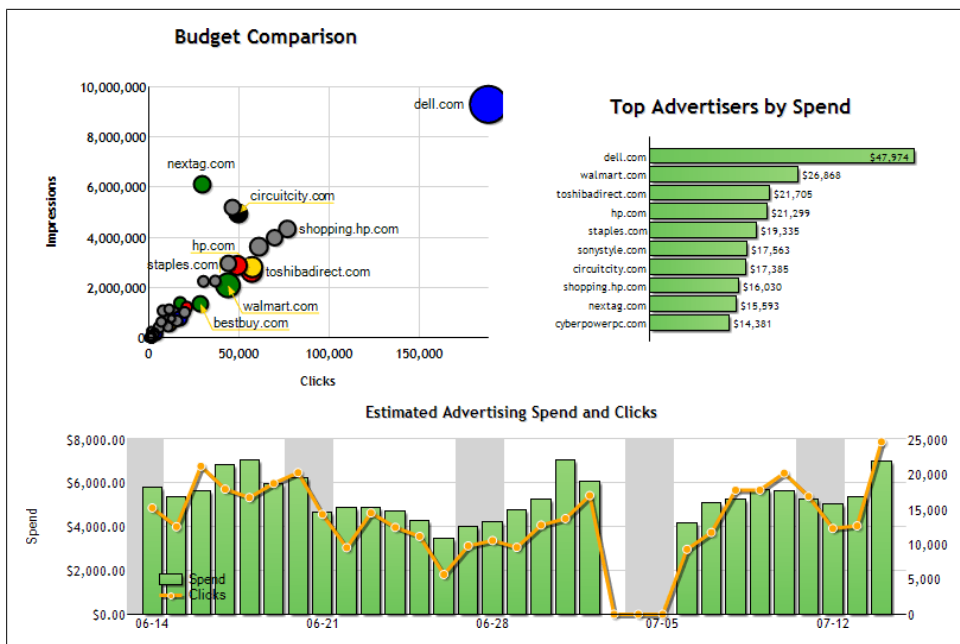 Budget Comparison
10,000,000
8,000,000
6,000,000
4,000,000
2,000,000
0
Impressions
dell.com
nextag.com
circuitcity.com
shopping.hp.com
hp.com
staples.com
toshibadirect.com
walmart.com
bestbuy.com
0
50,000
100,000
150,000
Clicks
Top Advertisers by Spend
dell.com $47,974
walmart.com $26,868
toshibadirect.com $21,705
hp.com $21,299
staples.com $19,335
sonystyle.com $17,563
circuitcity.com $17,385
shopping.hp.com $16,030
nextag.com $15,593
cyberpowerpc.com $14,381
Estimated Advertising Spend and Clicks
$8,000.00
$6,000.00
$4,000.00
$2,000.00
$0.00
Spend
Spend
Clicks
25,000
20,000
15,000
10,000
5,000
0
06-14
06-21
06-28
07-05
07-12